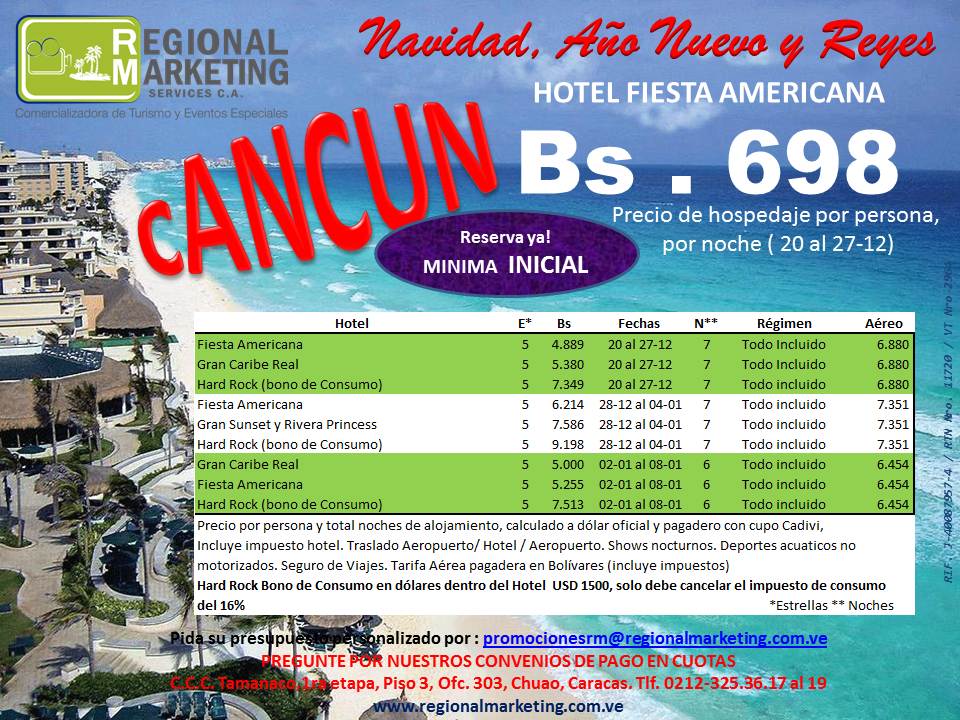 REGIONAL
MARKETING
SERVICES C.A.
Comercializadora de Turismo y Eventos Especiales
Navidad, Año Nuevo y Reyes
HOTEL FIESTA AMERICANA
CANCUN
Bs . 698
Precio de hospedaje por persona,
por noche ( 20 al 27-12)
Reserva ya!
MINIMA INICIAL
Hotel E* Bs Fechas N** Régimen Aéreo
Fiesta Americana 5 4.889 20 al 27-12 7 Todo Incluido 6.880
Gran Caribe Real 5 5.380 20 al 27-12 7 Todo Incluido 6.880
Hard Rock (bono de Consumo) 5 7.349 20 al 27-12 7 Todo Incluido 6.880
Fiesta Americana 5 6.214 28-12 al 04-01 7 Todo incluido 7.351
Gran Sunset y Rivera Princess 5 7.586 28-12 al 04-01 7 Todo incluido 7.351
Hard Rock (bono de Consumo) 5 9.198 28-12 al 04-01 7 Todo incluido 7.351
Gran Caribe Real 5 5.000 02-01 al 08-01 6 Todo incluido 6.454
Fiesta Americana 5 5.255 02-01 al 08-01 6 Todo incluido 6.454
Hard Rock (bono de Consumo) 5 7.513 02-01 al 08-01 6 Todo incluido 6.454
Precio por persona y total noches de alojamiento, calculado a dólar oficial y pagadero con cupo Cadivi,
Incluye impuesto hotel. Traslado Aeropuerto/ Hotel / Aeropuerto. Shows nocturnos. Deportes acuaticos no
motorizados. Seguro de Viajes. Tarifa Aérea pagadera en Bolívares (incluye impuestos)
Hard Rock Bono de Consumo en dólares dentro del Hotel USD 1500, solo debe cancelar el impuesto de consumo
del 16% *Estrellas ** Noches
Pida su presupuesto personalizado por : promocionesrm@regionalmarketing.com.ve
PREGUNTE POR NUESTROS CONVENIOS DE PAGO EN CUOTAS
C.C.C. Tamanaco,1ra etapa, Piso 3, Ofc. 303, Chuao, Caracas. Tlf. 0212-325.36.17 al 19
www.regionalmarketing.com.ve
RIF. J-40087957-4 / RTN Nro. 11720 / VT Nro